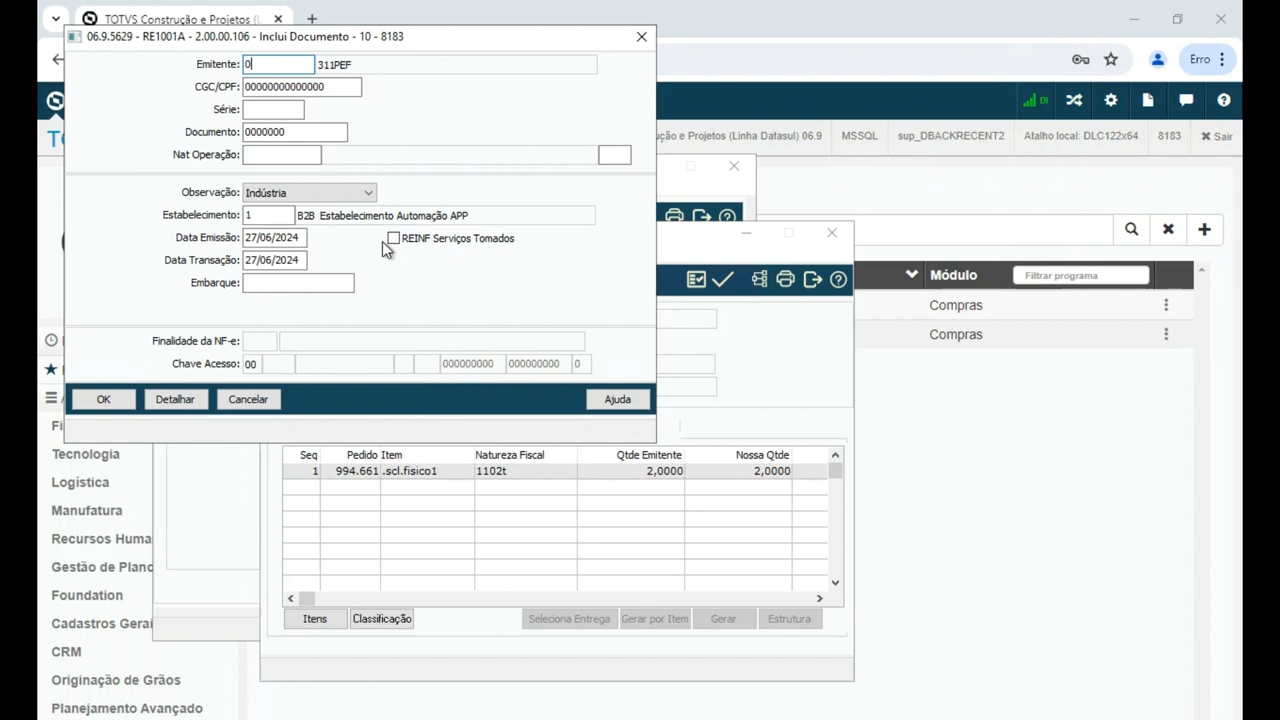 TOTVS Construção e Projetos (L
06.9.5629 - RE1001A - 2.00.00.106 - Inclui Documento - 10 - 8183
Erro
Emitente: 0 311PEF
CGC/CPF: 00000000000000
Série:
Documento: 0000000
Nat Operação:
ução e Projetos (Linha Datasul) 06.9 MSSQL sup_DBACKRECENT2 Atalho local: DLC122x64 8183 Sair
Observação: Indústria
Estabelecimento: 1 B2B Estabelecimento Automação APP
Data Emissão: 27/06/2024 REINF Serviços Tomados
Data Transação: 27/06/2024
Embarque:
Módulo Filtrar programa
Compras
Compras
Finalidade da NF-e:
Chave Acesso: 00 000000000 000000000 0
OK Detalhar Cancelar Ajuda
Seq Pedido Item Natureza Fiscal Qtde Emitente Nossa Qtde
1 994.661 .scl.fisico1 1102t 2,0000 2,0000
Itens Classificação Seleciona Entrega Gerar por Item Gerar Estrutura
Tecnologia
Logística
Manufatura
Recursos Huma
Gestão de Plano
Foundation
Cadastros Gerai
CRM
Originação de Grãos
Planejamento Avançado